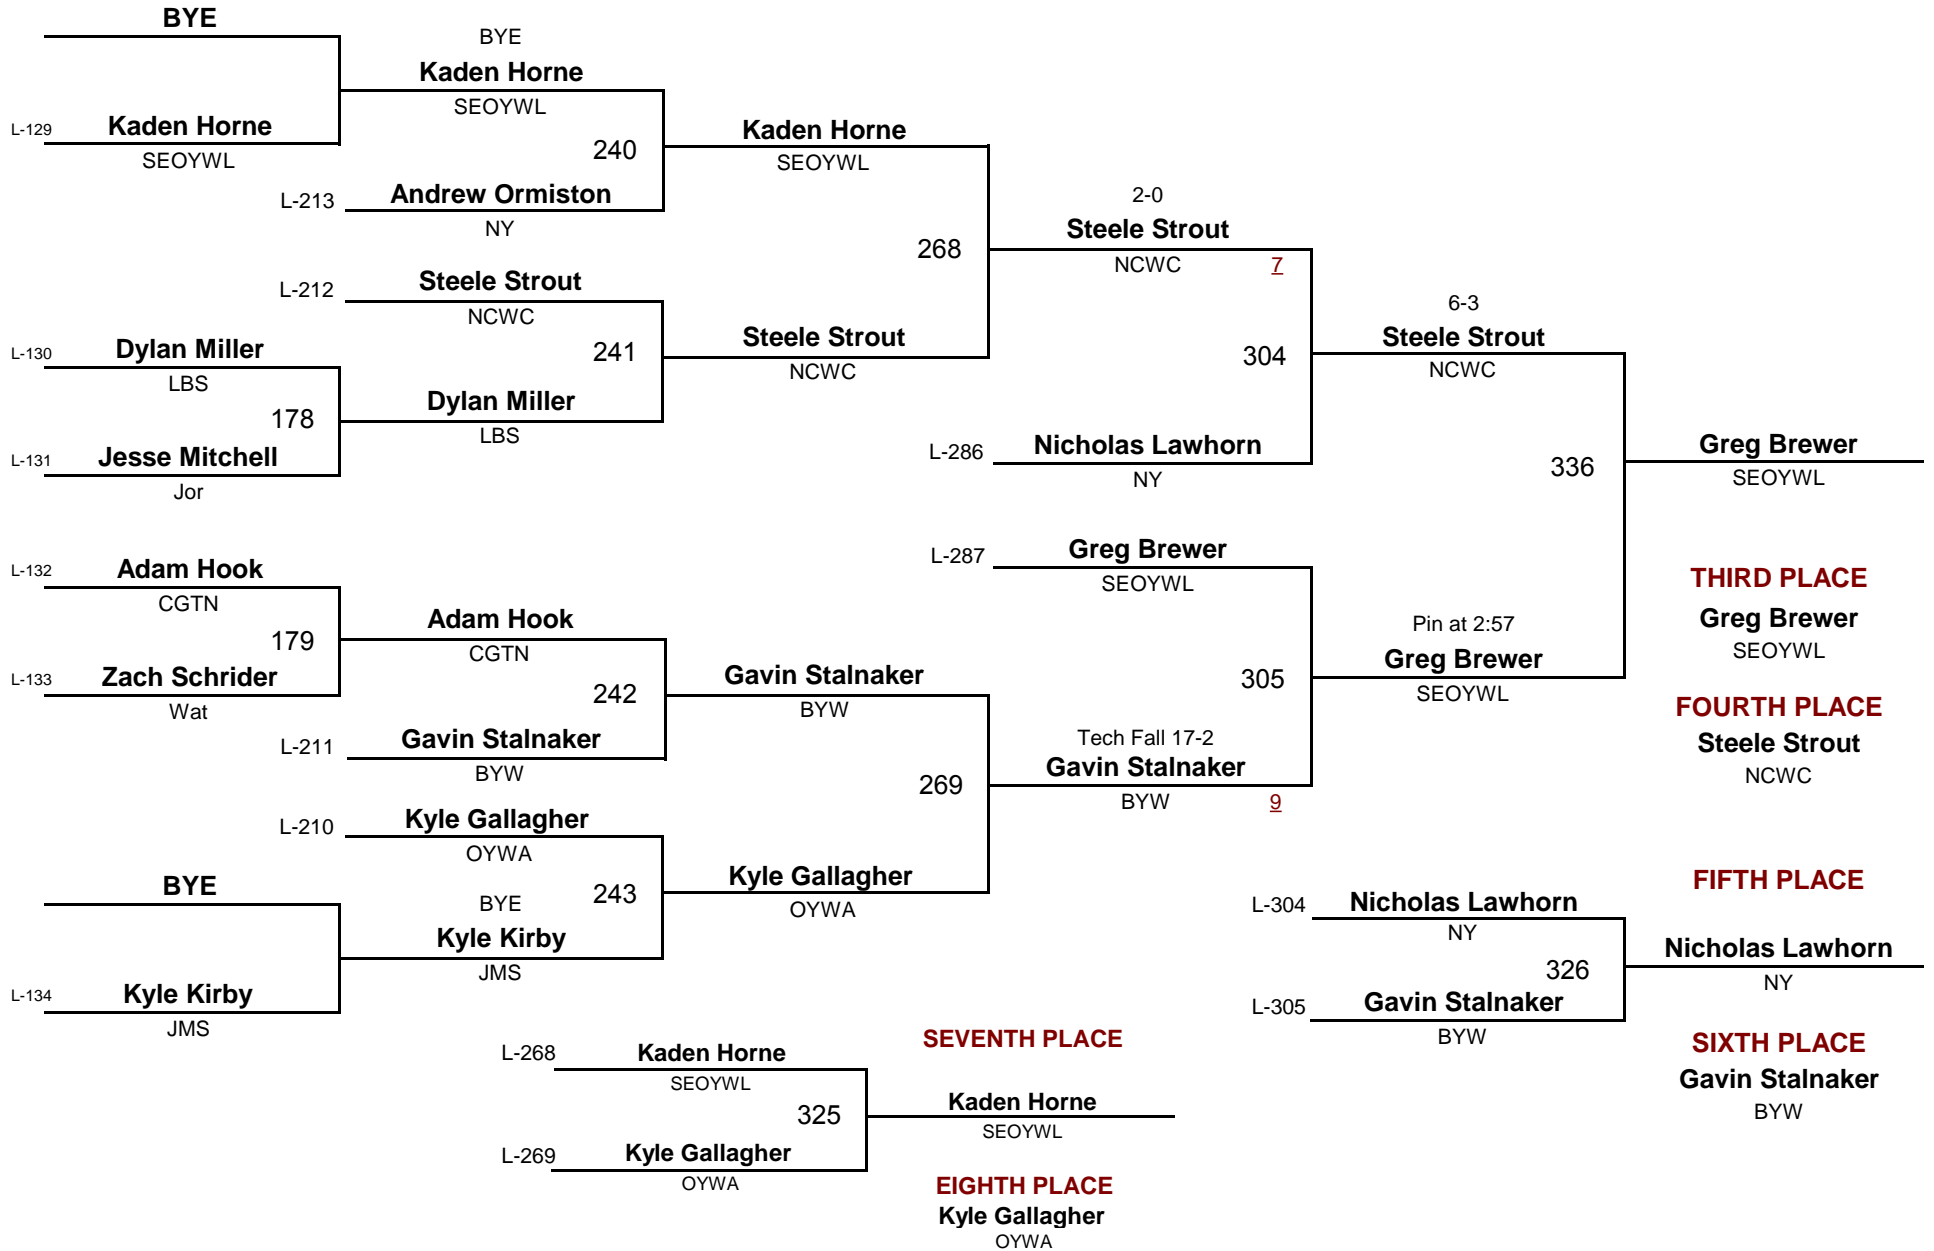 BYE
L-129
Kaden Horne
SEOYWL
BYE
Kaden Horne
SEOYWL
240
L-213
Andrew Ormiston
NY
Kaden Horne
SEOYWL
L-212
Steele Strout
NCWC
241
L-130
Dylan Miller
LBS
178
L-131
Jesse Mitchell
Jor
Dylan Miller
LBS
Steele Strout
NCWC
268
2-0
Steele Strout
NCWC
7
304
L-286
Nicholas Lawhorn
NY
6-3
Steele Strout
NCWC
336
Greg Brewer
SEOYWL
L-132
Adam Hook
CGTN
179
L-133
Zach Schrider
Wat
Adam Hook
CGTN
242
L-211
Gavin Stalnaker
BYW
Gavin Stalnaker
BYW
L-210
Kyle Gallagher
OYWA
243
BYE
L-134
Kyle Kirby
JMS
BYE
Kyle Kirby
JMS
Kyle Gallagher
OYWA
269
L-287
Greg Brewer
SEOYWL
305
Tech Fall 17-2
Gavin Stalnaker
BYW
9
Pin at 2:57
Greg Brewer
SEOYWL
THIRD PLACE
Greg Brewer
SEOYWL
FOURTH PLACE
Steele Strout
NCWC
L-304
Nicholas Lawhorn
NY
326
L-305
Gavin Stalnaker
BYW
FIFTH PLACE
Nicholas Lawhorn
NY
SIXTH PLACE
Gavin Stalnaker
BYW
L-268
Kaden Horne
SEOYWL
325
L-269
Kyle Gallagher
OYWA
SEVENTH PLACE
Kaden Horne
SEOYWL
EIGHTH PLACE
Kyle Gallagher
OYWA